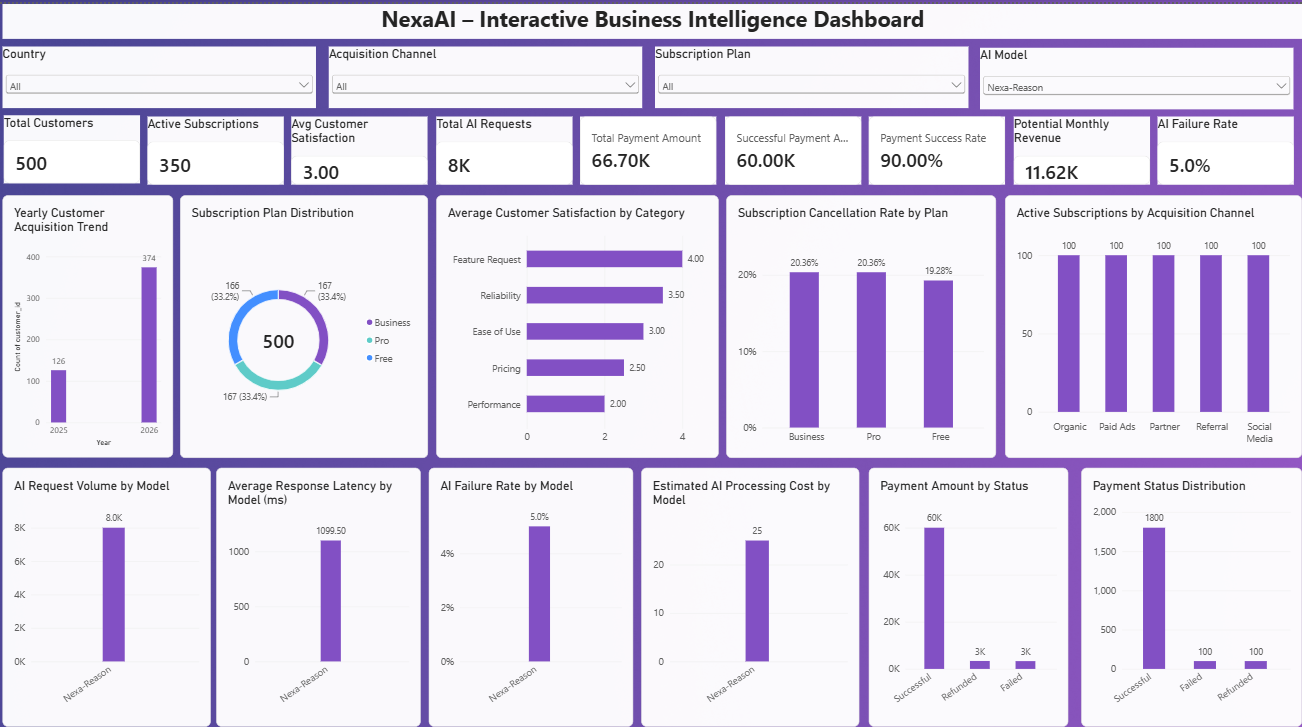 NexaAI – Interactive Business Intelligence Dashboard
Country
All
Acquisition Channel
All
Subscription Plan
All
AI Model
Nexa-Reason
Total Customers
500
Active Subscriptions
350
Avg Customer
Satisfaction
3.00
Total AI Requests
8K
Total Payment Amount
66.70K
Successful Payment A...
60.00K
Payment Success Rate
90.00%
Potential Monthly
Revenue
11.62K
AI Failure Rate
5.0%
Yearly Customer
Acquisition Trend
Count of customer_id
400
300
200
100
0
126
374
2025
2026
Year
Subscription Plan Distribution
166
(33.2%)
167
(33.4%)
500
167 (33.4%)
Business
Pro
Free
Average Customer Satisfaction by Category
Feature Request
4.00
Reliability
3.50
Ease of Use
3.00
Pricing
2.50
Performance
2.00
0
2
4
Subscription Cancellation Rate by Plan
20%
10%
0%
20.36%
20.36%
19.28%
Business
Pro
Free
Active Subscriptions by Acquisition Channel
100
50
0
100
100
100
100
100
Organic
Paid Ads
Partner
Referral
Social
Media
AI Request Volume by Model
8K
6K
4K
2K
0K
8.0K
Nexa-Reason
Average Response Latency by
Model (ms)
1000
500
0
1099.50
Nexa-Reason
AI Failure Rate by Model
4%
2%
0%
5.0%
Nexa-Reason
Estimated AI Processing Cost by
Model
20
10
0
25
Nexa-Reason
Payment Amount by Status
60K
40K
20K
0K
60K
3K
3K
Successful
Refunded
Failed
Payment Status Distribution
2,000
1,500
1,000
500
0
1800
100
100
Successful
Failed
Refunded